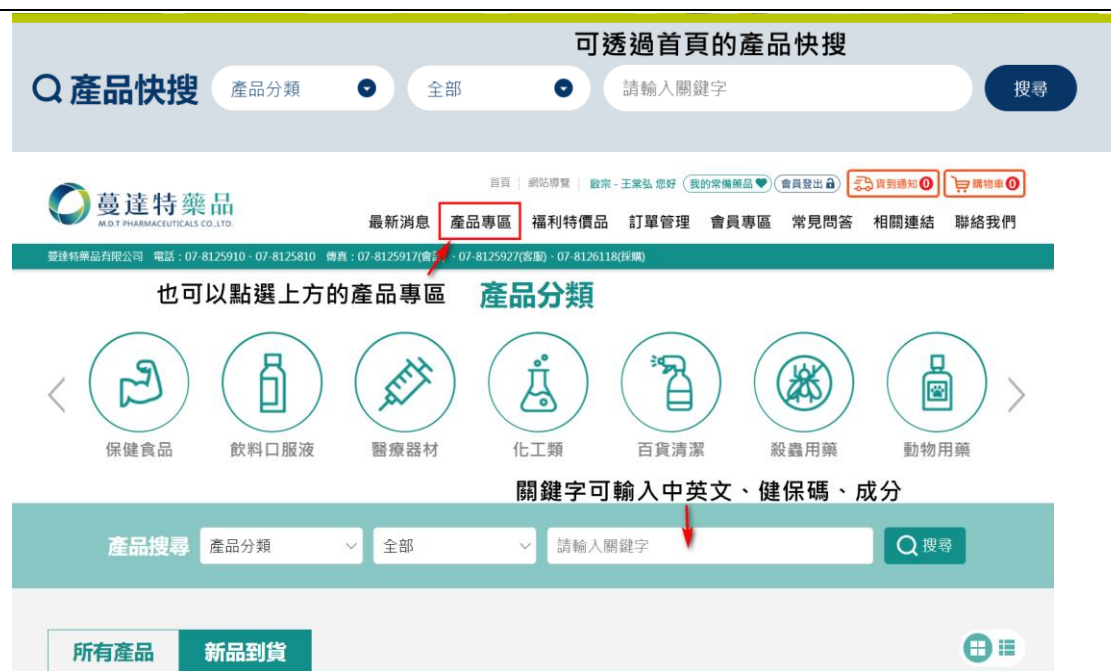 可透過首頁的產品快搜
產品快搜 產品分類 全部 請輸入關鍵字 搜尋
首頁 | 網站導覽 | 啟宗 - 王棠弘 您好 我的常備藥品 會員登出 貨到通知 0 購物車 0
蔓達特藥品
M.D.T PHARMACEUTICALS CO.,LTD.
最新消息 產品專區 福利特價品 訂單管理 會員專區 常見問答 相關連結 聯絡我們
蔓達特藥品有限公司 電話:07-8125910、07-8125810 傳真:07-8125917(會 、07-8125927(客服)、07-8126118(採購)
也可以點選上方的產品專區 產品分類
保健食品 飲料口服液 醫療器材 化工類 百貨清潔 殺蟲用藥 動物用藥
關鍵字可輸入中英文、健保碼、成分
產品搜尋 產品分類 全部 請輸入關鍵字 搜尋
所有產品 新品到貨